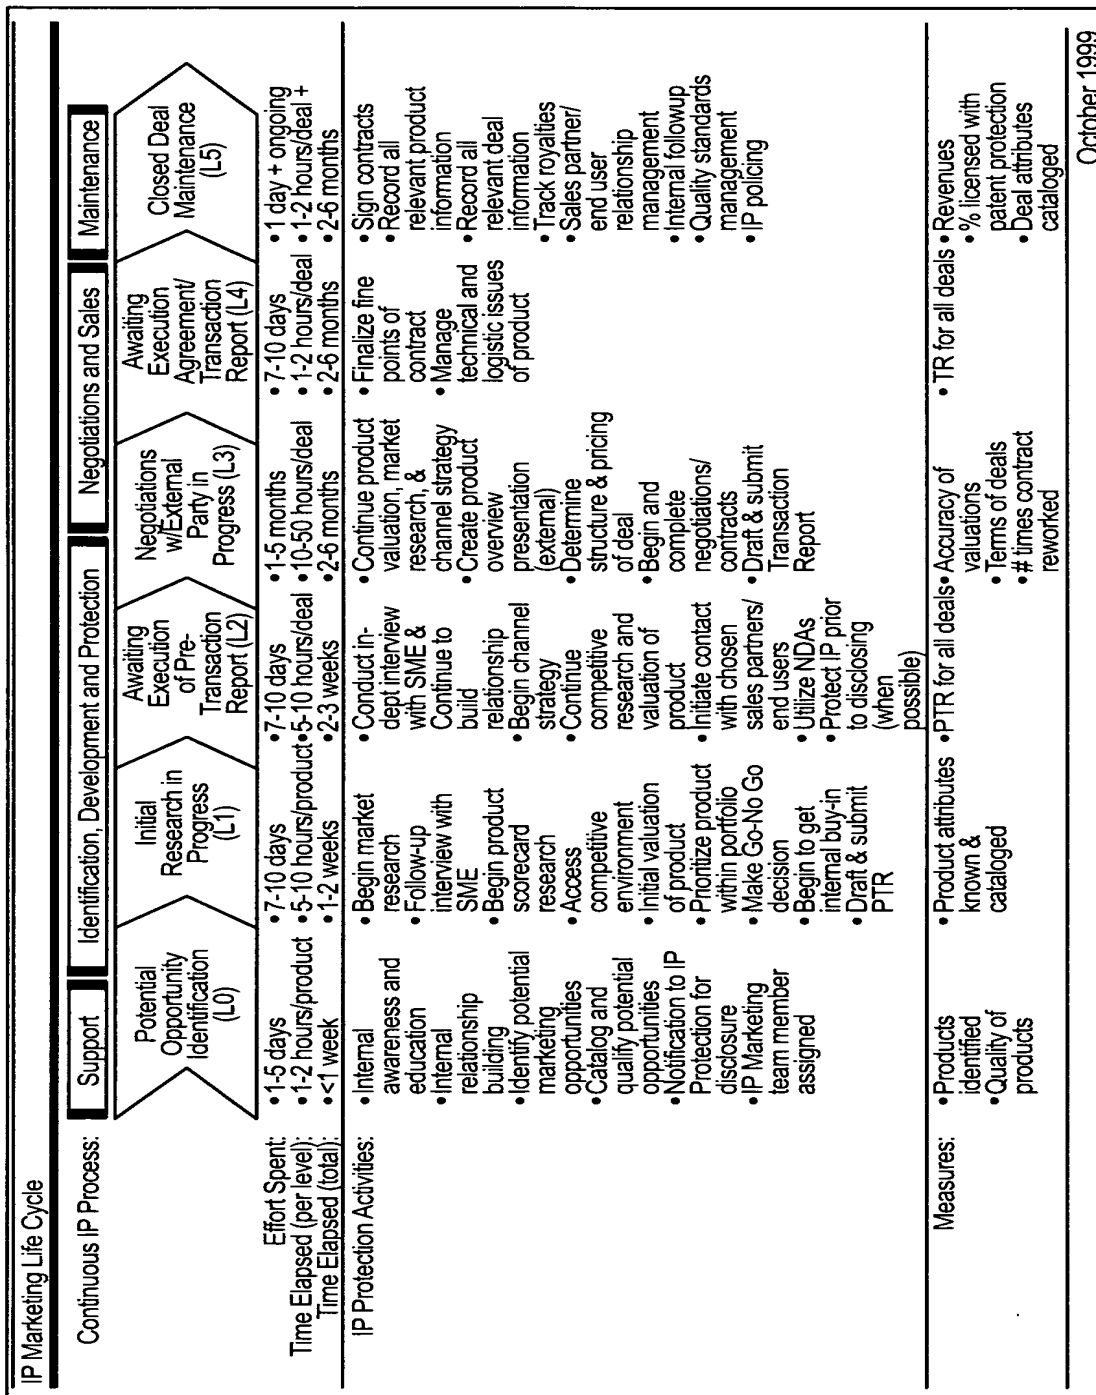 IP Marketing Life Cycle
Continuous IP Process:
Support
Identification, Development and Protection
Negotiations and Sales
Maintenance
Potential
Opportunity
Identification
(L0)
Initial
Research in
Progress
(L1)
Awaiting
Execution
of Pre-
Transaction
Report (L2)
Negotiations
w/External
Party in
Progress (L3)
Awaiting
Execution
Agreement/
Transaction
Report (L4)
Closed Deal
Maintenance
(L5)
Effort Spent:
Time Elapsed (per level):
Time Elapsed (total):
• 1-5 days
• 1-2 hours/product
• <1 week
• 7-10 days
• 5-10 hours/product
• 1-2 weeks
• 7-10 days
• 5-10 hours/deal
• 2-3 weeks
• 1-5 months
• 10-50 hours/deal
• 2-6 months
• 7-10 days
• 1-2 hours/deal
• 2-6 months
• 1 day + ongoing
• 1-2 hours/deal +
• 2-6 months
IP Protection Activities:
• Internal
awareness and
education
• Internal
relationship
building
• Identify potential
marketing
opportunities
• Catalog and
qualify potential
opportunities
• Notification to IP
Protection for
disclosure
• IP Marketing
team member
assigned
• Begin market
research
• Follow-up
interview with
SME
• Begin product
scorecard
research
• Access
competitive
environment
• Initial valuation
of product
• Prioritize product
within portfolio
• Make Go-No Go
decision
• Begin to get
internal buy-in
• Draft & submit
PTR
• Conduct in-
dept interview
with SME &
Continue to
build
relationship
• Begin channel
strategy
• Continue
competitive
research and
valuation of
product
• Initiate contact
with chosen
sales partners/
end users
• Utilize NDAs
• Protect IP prior
to disclosing
(when
possible)
• Continue product
valuation, market
research, &
channel strategy
• Create product
overview
presentation
(external)
• Determine
structure & pricing
of deal
• Begin and
complete
negotiations/
contracts
• Draft & submit
Transaction
Report
• Finalize fine
points of
contract
• Manage
technical and
logistic issues
of product
• Sign contracts
• Record all
relevant product
information
• Record all
relevant deal
information
• Track royalties
• Sales partner/
end user
relationship
management
• Internal followup
• Quality standards
management
• IP policing
Measures:
• Products
identified
• Quality of
products
• Product attributes
known &
cataloged
• PTR for all deals
• Accuracy of
valuations
• Terms of deals
• # times contract
reworked
• TR for all deals
• Revenues
• % licensed with
patent protection
• Deal attributes
cataloged
October 1999